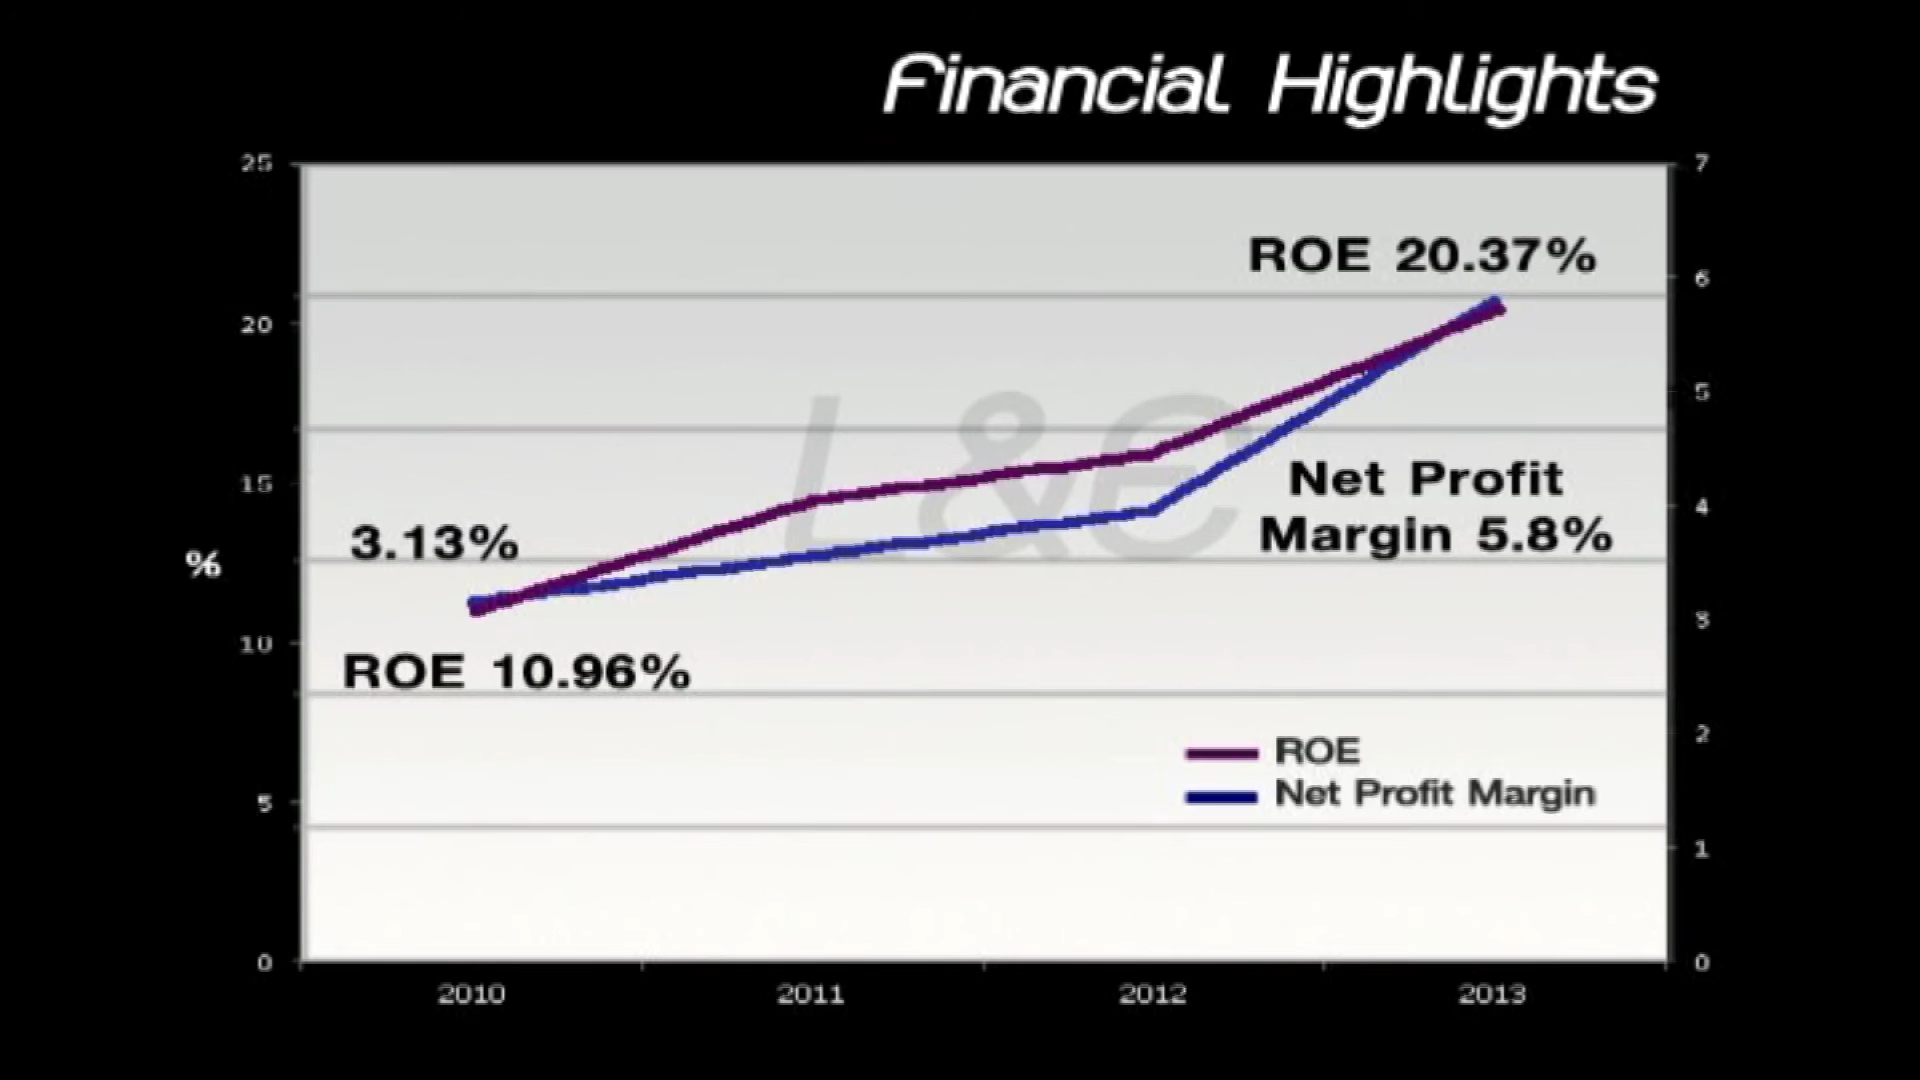 Financial Highlights
25
20
15
10
5
0
%
7
6
5
4
3
2
1
0
ROE 20.37%
L&E
Net Profit
Margin 5.8%
3.13%
ROE 10.96%
ROE
Net Profit Margin
2010
2011
2012
2013